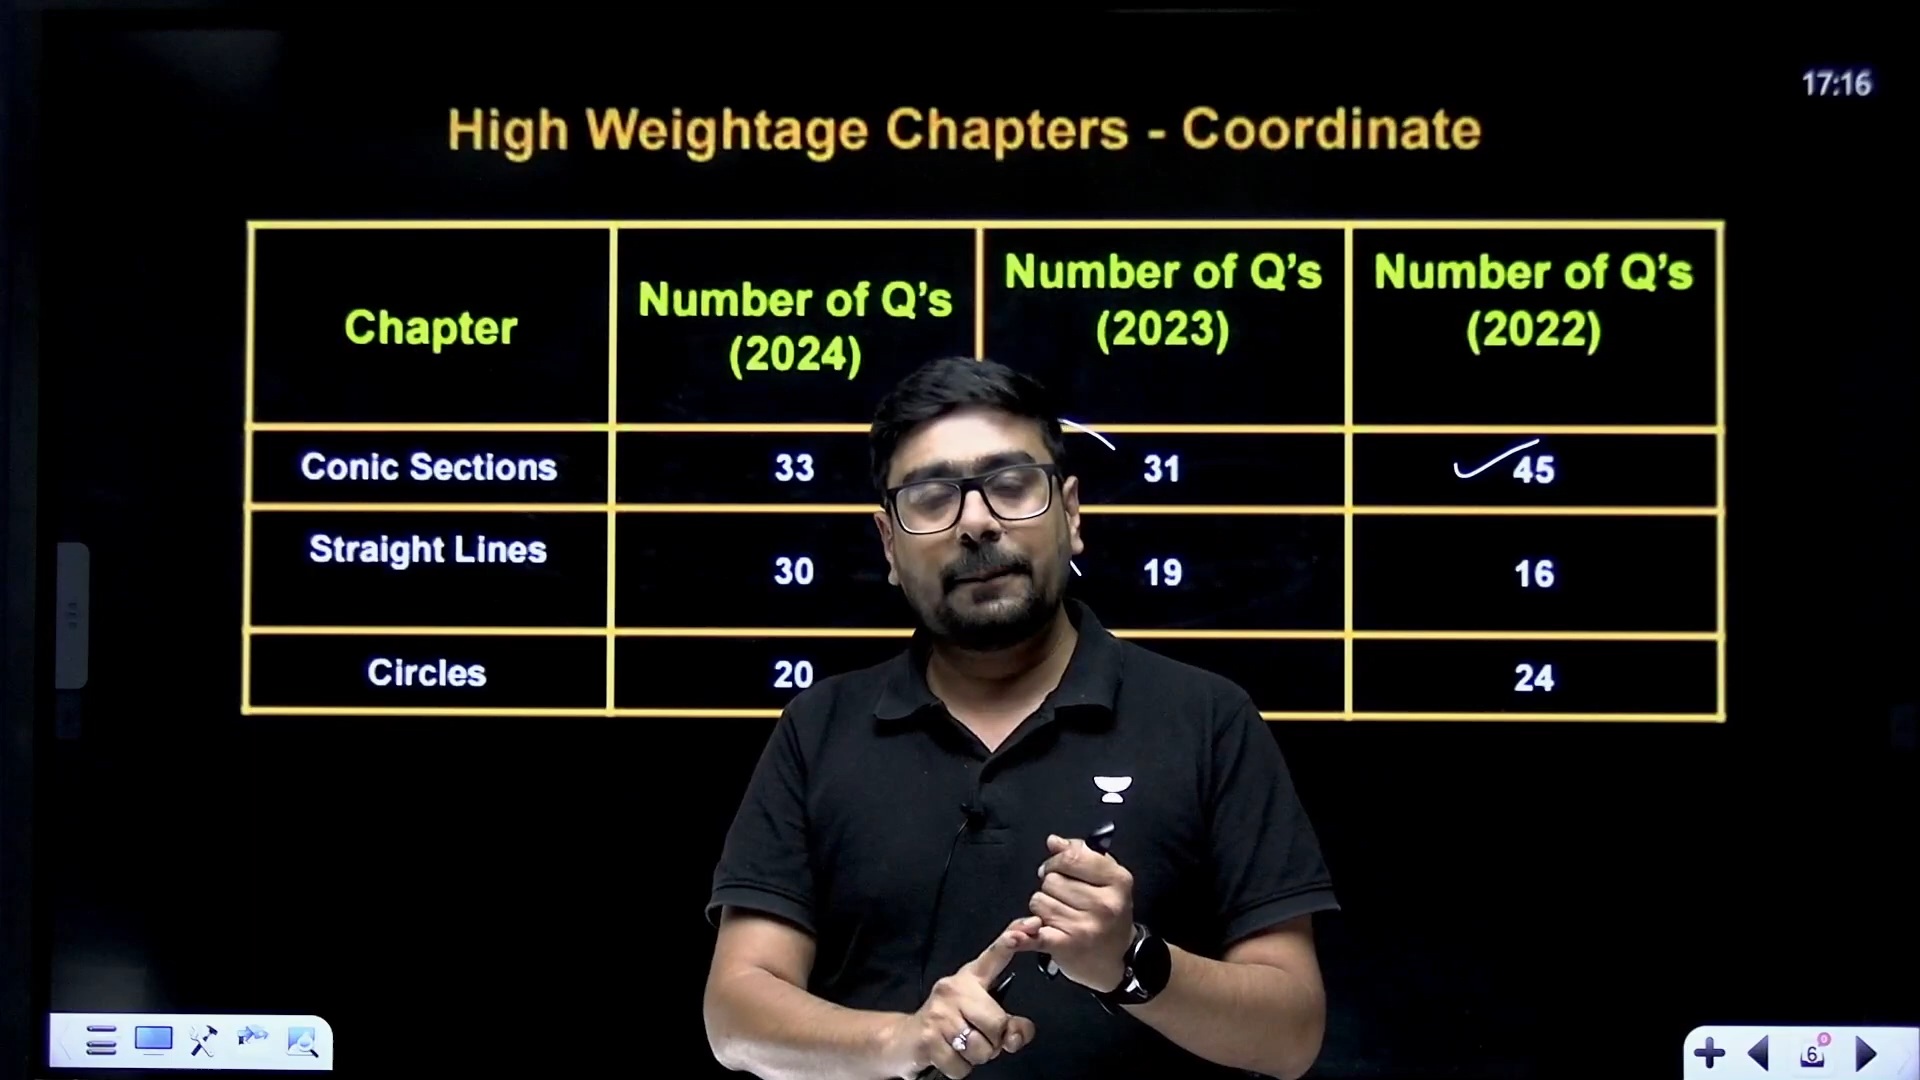 17:16
High Weightage Chapters - Coordinate
Chapter
Number of Q’s
(2024)
Number of Q’s
(2023)
Number of Q’s
(2022)
Conic Sections
33
31
45
Straight Lines
30
19
16
Circles
20
24
6
0